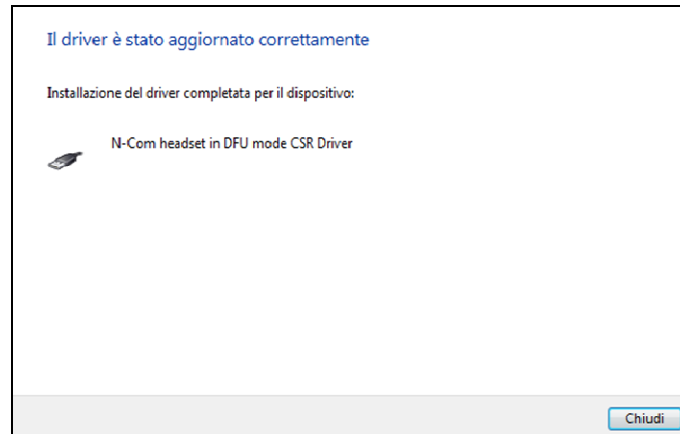 Il driver è stato aggiornato correttamente
Installazione del driver completata per il dispositivo:
N-Com headset in DFU mode CSR Driver
Chiudi